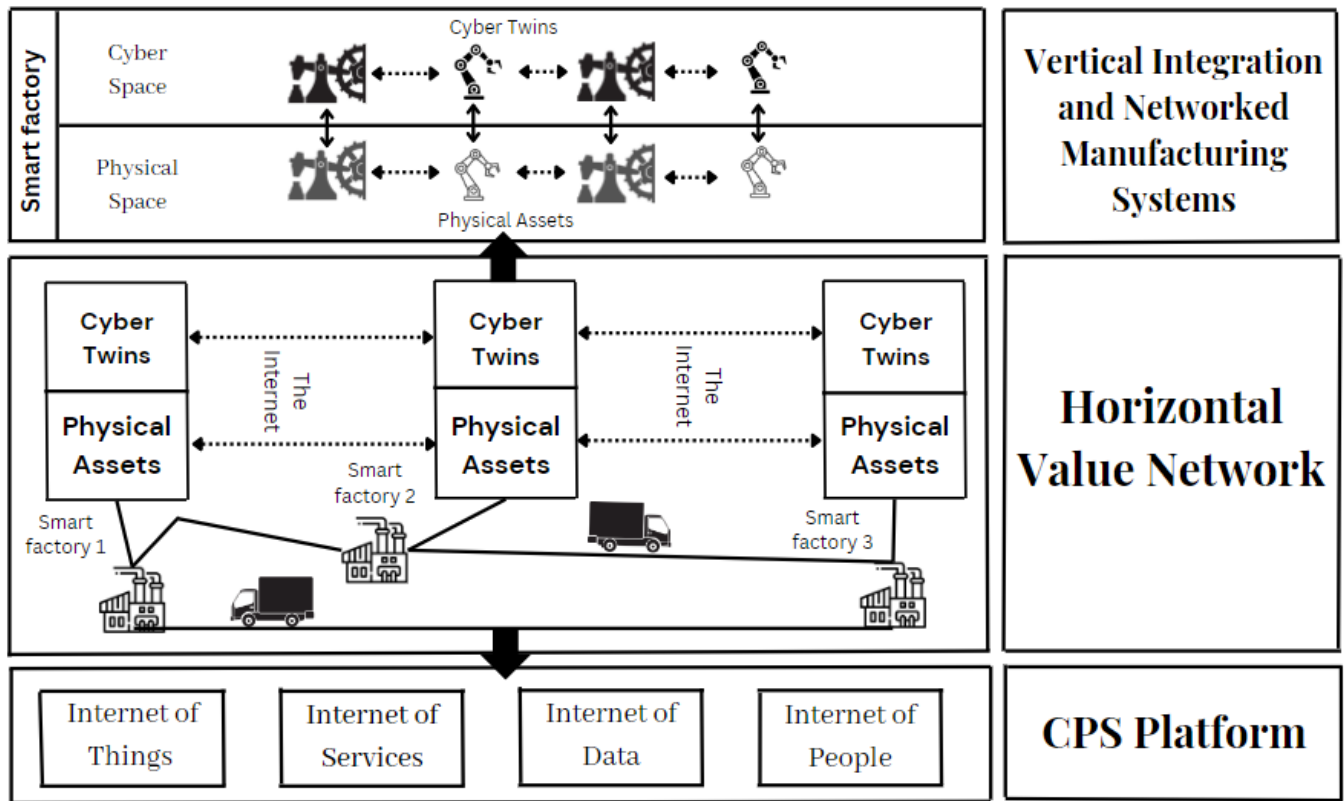 Smart factory
Cyber
Space
Cyber Twins
Physical
Space
Physical Assets
Vertical Integration
and Networked
Manufacturing
Systems
Cyber
Twins
Physical
Assets
The
Internet
Cyber
Twins
Physical
Assets
The
Internet
Cyber
Twins
Physical
Assets
Smart
factory 1
Smart
factory 2
Smart
factory 3
Horizontal
Value Network
Internet of
Things
Internet of
Services
Internet of
Data
Internet of
People
CPS Platform